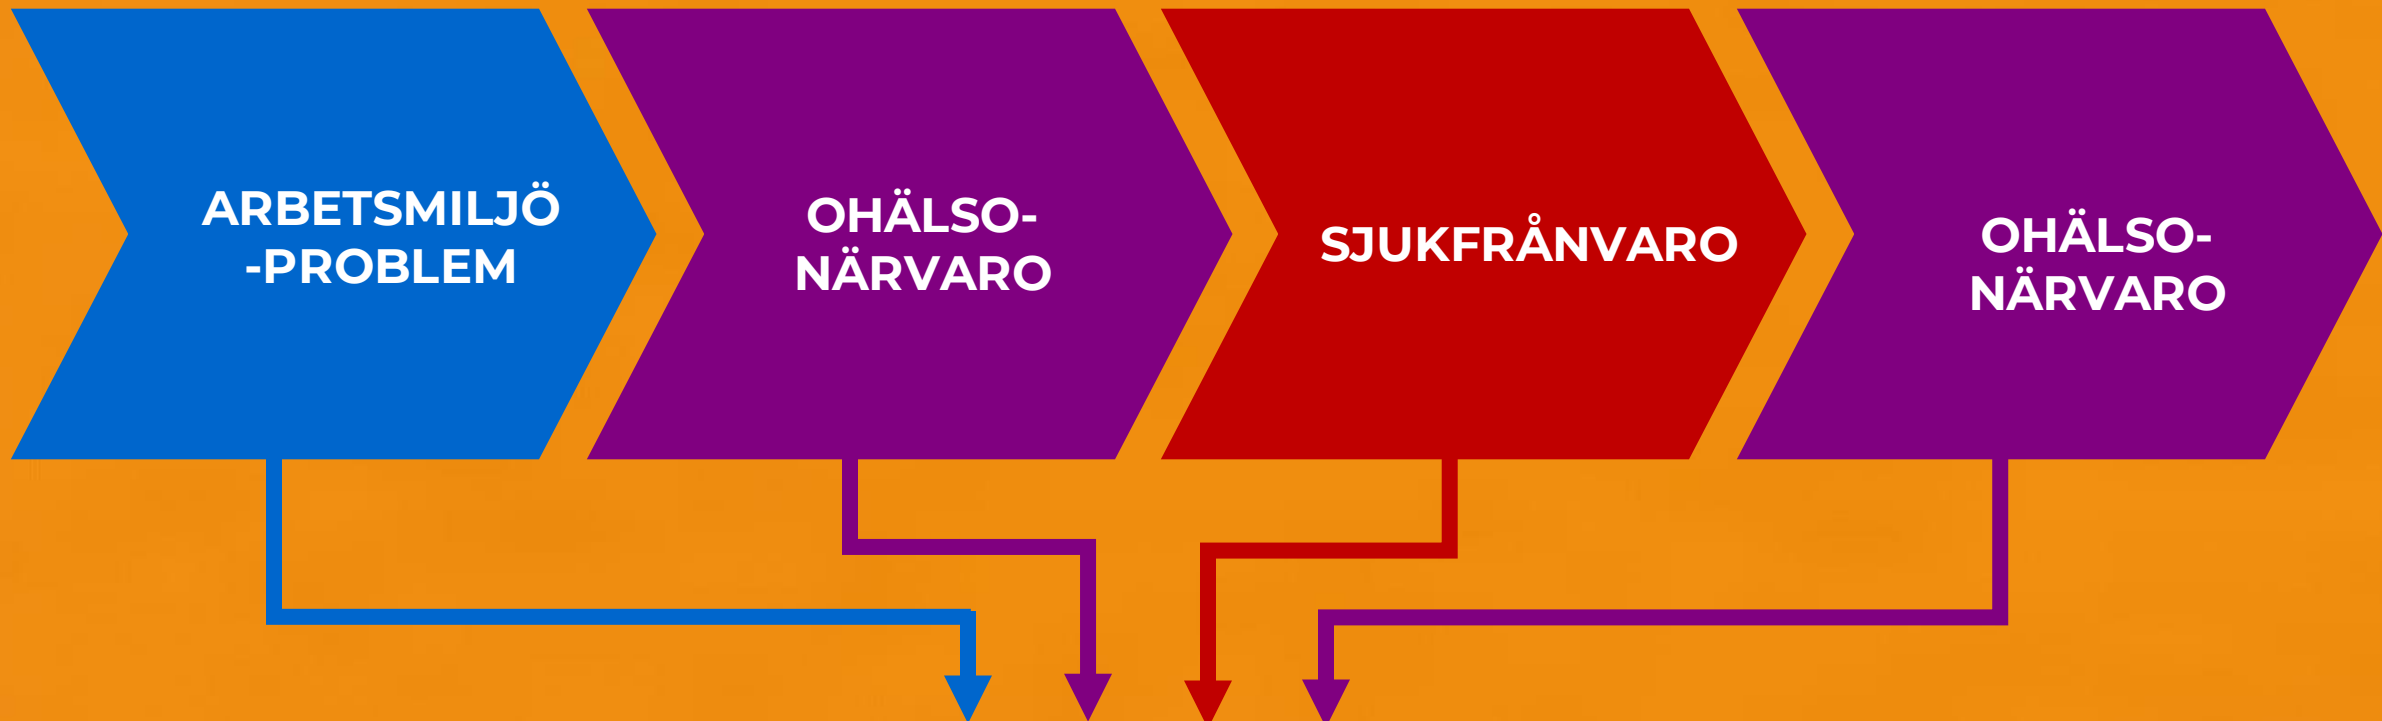 ARBETSMILJÖ
-PROBLEM
OHÄLSO-
NÄRVARO
SJUKFRÅNVARO
OHÄLSO-
NÄRVARO